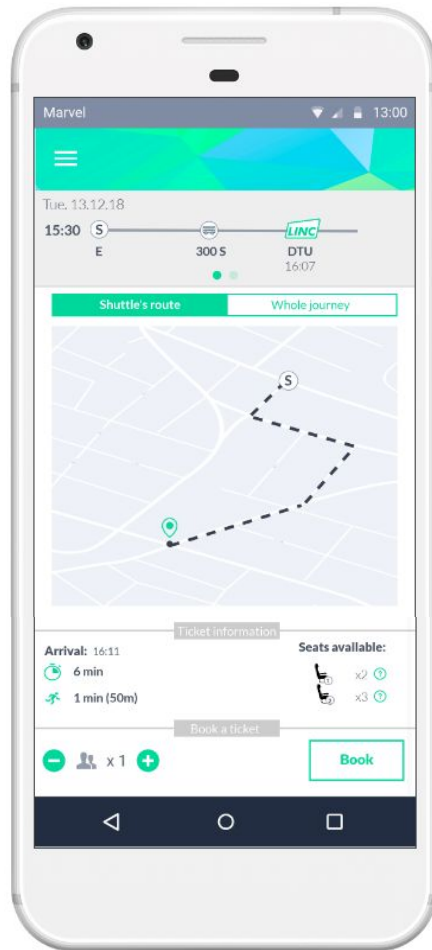 Marvel 13:00
Tue. 13.12.18
15:30 S LINC
E 300 S DTU
16:07
Shuttle's route Whole journey
S
Ticket information
Arrival: 16:11 Seats available:
6 min x2 ?
1 min (50m) x3 ?
Book a ticket
x 1 Book